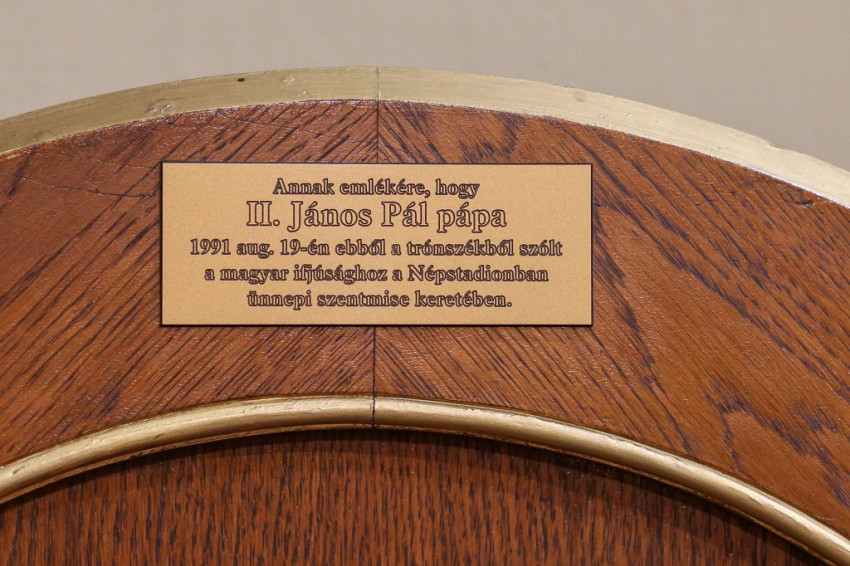 Annak emlékére, hogy
II. János Pál pápa
1991 aug. 19-én ebből a trónszékből szólt
a magyar ifjúsághoz a Népstadionban
ünnepi szentmise keretében.